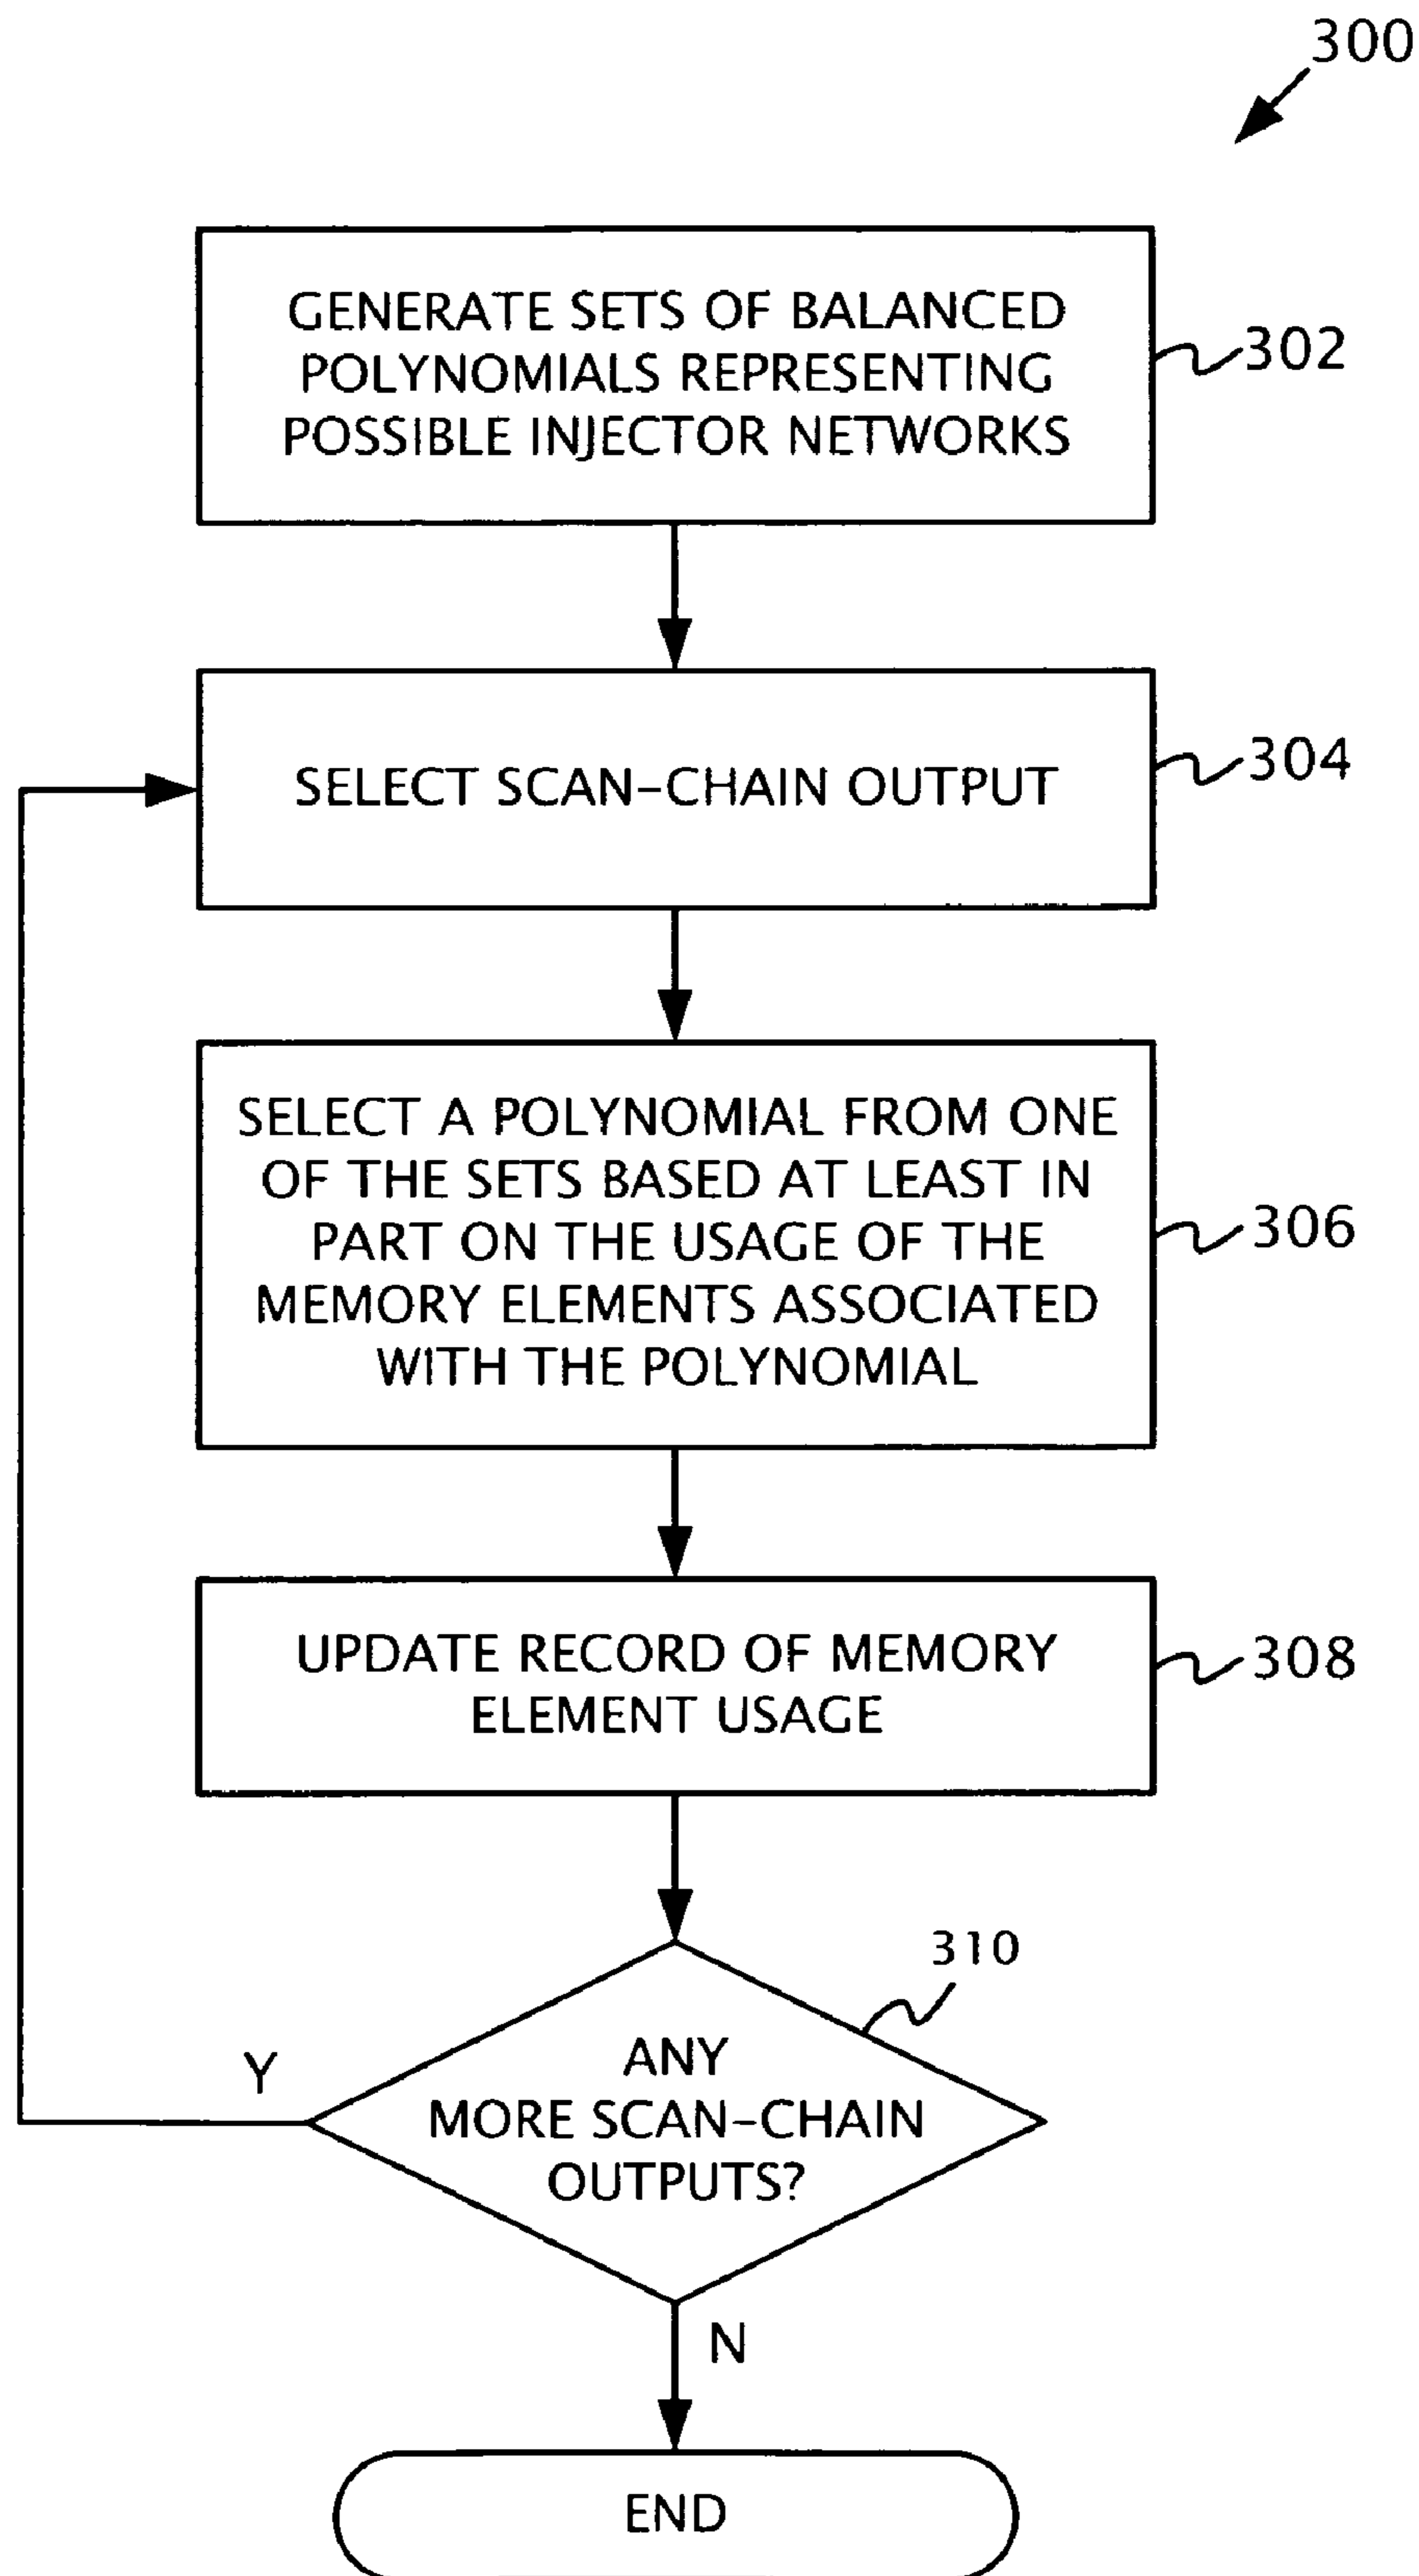 300
GENERATE SETS OF BALANCED
POLYNOMIALS REPRESENTING
POSSIBLE INJECTOR NETWORKS
302
SELECT SCAN-CHAIN OUTPUT
304
SELECT A POLYNOMIAL FROM ONE
OF THE SETS BASED AT LEAST IN
PART ON THE USAGE OF THE
MEMORY ELEMENTS ASSOCIATED
WITH THE POLYNOMIAL
306
UPDATE RECORD OF MEMORY
ELEMENT USAGE
308
310
ANY
MORE SCAN-CHAIN
OUTPUTS?
Y
N
END